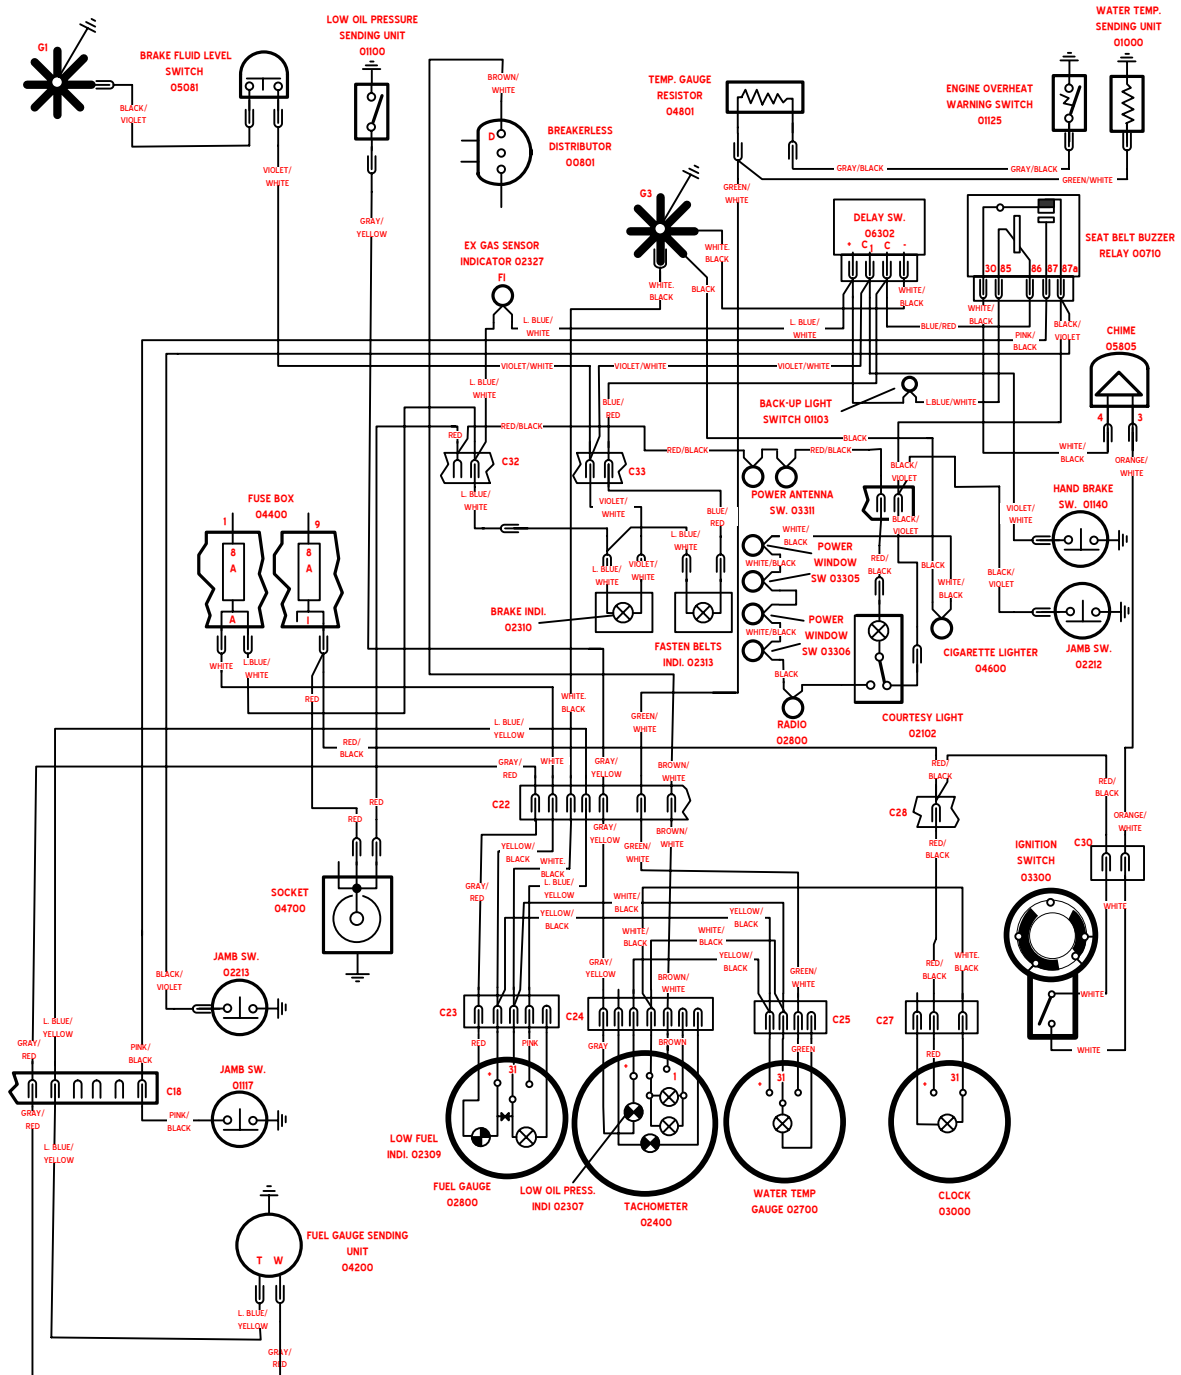 WATER TEMP.
SENDING UNIT
01000
LOW OIL PRESSURE
SENDING UNIT
01100
G1
BRAKE FLUID LEVEL
SWITCH
05081
BROWN/
WHITE
TEMP. GAUGE
RESISTOR
04801
ENGINE OVERHEAT
WARNING SWITCH
01125
BLACK/
VIOLET
D
BREAKERLESS
DISTRIBUTOR
00801
VIOLET/
WHITE
GRAY/BLACK
GRAY/BLACK
GREEN/WHITE
GREEN/
WHITE
G3
GRAY/
YELLOW
DELAY SW.
06302
* C1 C -
SEAT BELT BUZZER
RELAY 00710
30 85 86 87 87a
EX GAS SENSOR
INDICATOR 02327
F1
WHITE.
BLACK
WHITE.
BLACK
BLACK
WHITE/
BLACK
WHITE/
BLACK
L. BLUE/
WHITE
L. BLUE/
WHITE
BLUE/RED
PINK/
BLACK
BLACK/
VIOLET
CHIME
05805
4 3
VIOLET/WHITE
VIOLET/WHITE
VIOLET/WHITE
L. BLUE/
WHITE
BLUE/
RED
BACK-UP LIGHT
SWITCH 01103
L.BLUE/WHITE
RED
RED/BLACK
BLACK
RED/BLACK
RED/BLACK
WHITE/
BLACK
ORANGE/
WHITE
C32
C33
BLACK/
VIOLET
POWER ANTENNA
SW. 03311
HAND BRAKE
SW. 01140
FUSE BOX
04400
1
9
L. BLUE/
WHITE
VIOLET/
WHITE
BLUE/
RED
BLACK/
VIOLET
VIOLET/
WHITE
8
A
8
A
L. BLUE/
WHITE
WHITE/
BLACK
POWER
WINDOW
SW 03305
WHITE/BLACK
RED/
BLACK
BLACK
L. BLUE/
WHITE
VIOLET/
WHITE
WHITE/
BLACK
BLACK/
VIOLET
A
I
BRAKE INDI.
02310
POWER
WINDOW
SW 03306
WHITE/BLACK
FASTEN BELTS
INDI. 02313
CIGARETTE LIGHTER
04600
JAMB SW.
02212
WHITE
L.BLUE/
WHITE
RED
BLACK
WHITE.
BLACK
GREEN/
WHITE
RADIO
02800
COURTESY LIGHT
02102
L. BLUE/
YELLOW
RED/
BLACK
GRAY/
RED
WHITE
GRAY/
YELLOW
BROWN/
WHITE
RED/
BLACK
RED/
BLACK
C22
C28
C30
RED
RED
ORANGE/
WHITE
GRAY/
YELLOW
GREEN/
WHITE
BROWN/
WHITE
RED/
BLACK
IGNITION
SWITCH
03300
YELLOW/
BLACK
WHITE.
BLACK
L. BLUE/
YELLOW
GRAY/
RED
SOCKET
04700
WHITE/
BLACK
YELLOW/
BLACK
YELLOW/
BLACK
WHITE
WHITE/
BLACK
WHITE/
BLACK
JAMB SW.
02213
BLACK/
VIOLET
GRAY/
YELLOW
BROWN/
WHITE
YELLOW/
BLACK
GREEN/
WHITE
RED/
BLACK
WHITE.
BLACK
WHITE
C23
C24
C25
C27
L. BLUE/
YELLOW
GRAY/
RED
PINK/
BLACK
RED
PINK
GRAY
BROWN
GREEN
RED
WHITE
JAMB SW.
01117
C18
* 31
* 1
* 31
* 31
GRAY/
RED
PINK/
BLACK
L. BLUE/
YELLOW
LOW FUEL
INDI. 02309
FUEL GAUGE
02800
LOW OIL PRESS.
INDI 02307
TACHOMETER
02400
WATER TEMP
GAUGE 02700
CLOCK
03000
FUEL GAUGE SENDING
UNIT
04200
T W
L. BLUE/
YELLOW
GRAY/
RED